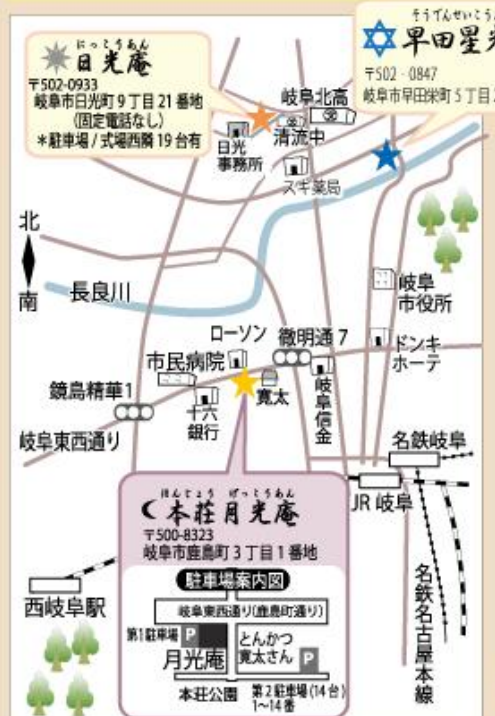 にっこうあん
日光庵
〒502-0933
岐阜市日光町9丁目21番地
(固定電話なし)
*駐車場/式場西隣19台有
そうでんせいこう
早田星光
〒502-0847
岐阜市早田栄町5丁目
岐阜北高
清流中
日光
事務所
スギ薬局
北
南
長良川
岐阜
市役所
ローソン
徹明通7
ドンキ
ホーテ
市民病院
鏡島精華1
寛太
岐阜信金
十六
銀行
岐阜東西通り
名鉄岐阜
JR岐阜
ほんじょう げっこうあん
本荘月光庵
〒500-8323
岐阜市鹿島町3丁目1番地
駐車場案内図
岐阜東西通り(鹿島町通り)
第1駐車場 P
とんかつ
寛太さん P
月光庵
本荘公園
第2駐車場(14台)
1〜14番
西岐阜駅
名鉄名古屋本線